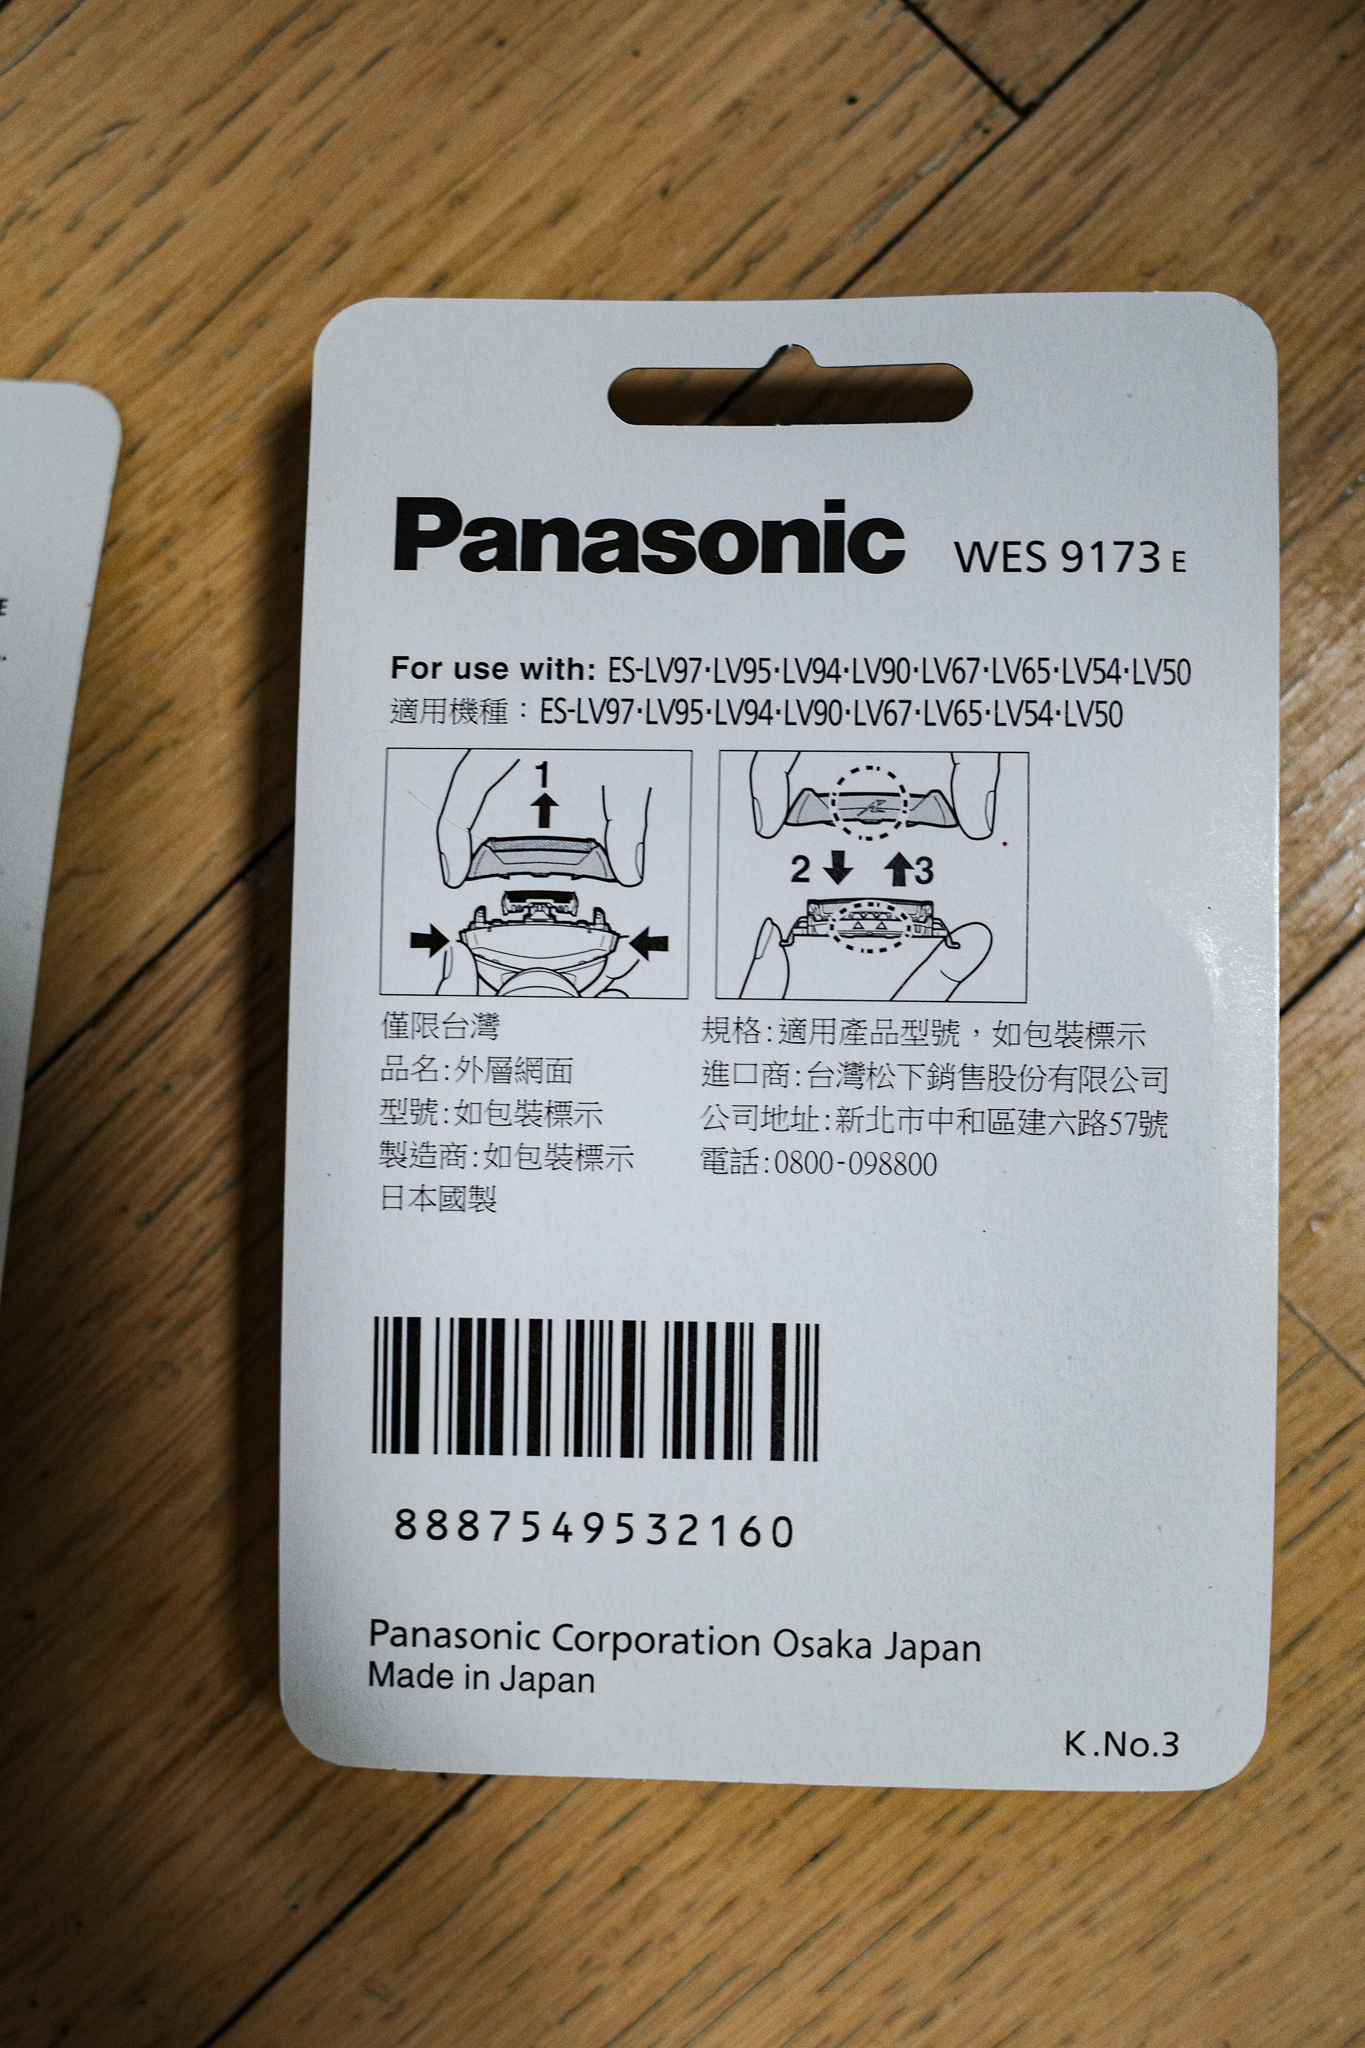 Panasonic WES 9173 E
For use with: ES-LV97·LV95·LV94·LV90·LV67·LV65·LV54·LV50
適用機種：ES-LV97·LV95·LV94·LV90·LV67·LV65·LV54·LV50
1
2 3
僅限台灣
品名:外層網面
型號:如包裝標示
製造商:如包裝標示
日本國製
規格:適用產品型號，如包裝標示
進口商:台灣松下銷售股份有限公司
公司地址:新北市中和區建六路57號
電話:0800-098800
8887549532160
Panasonic Corporation Osaka Japan
Made in Japan
K.No.3
E